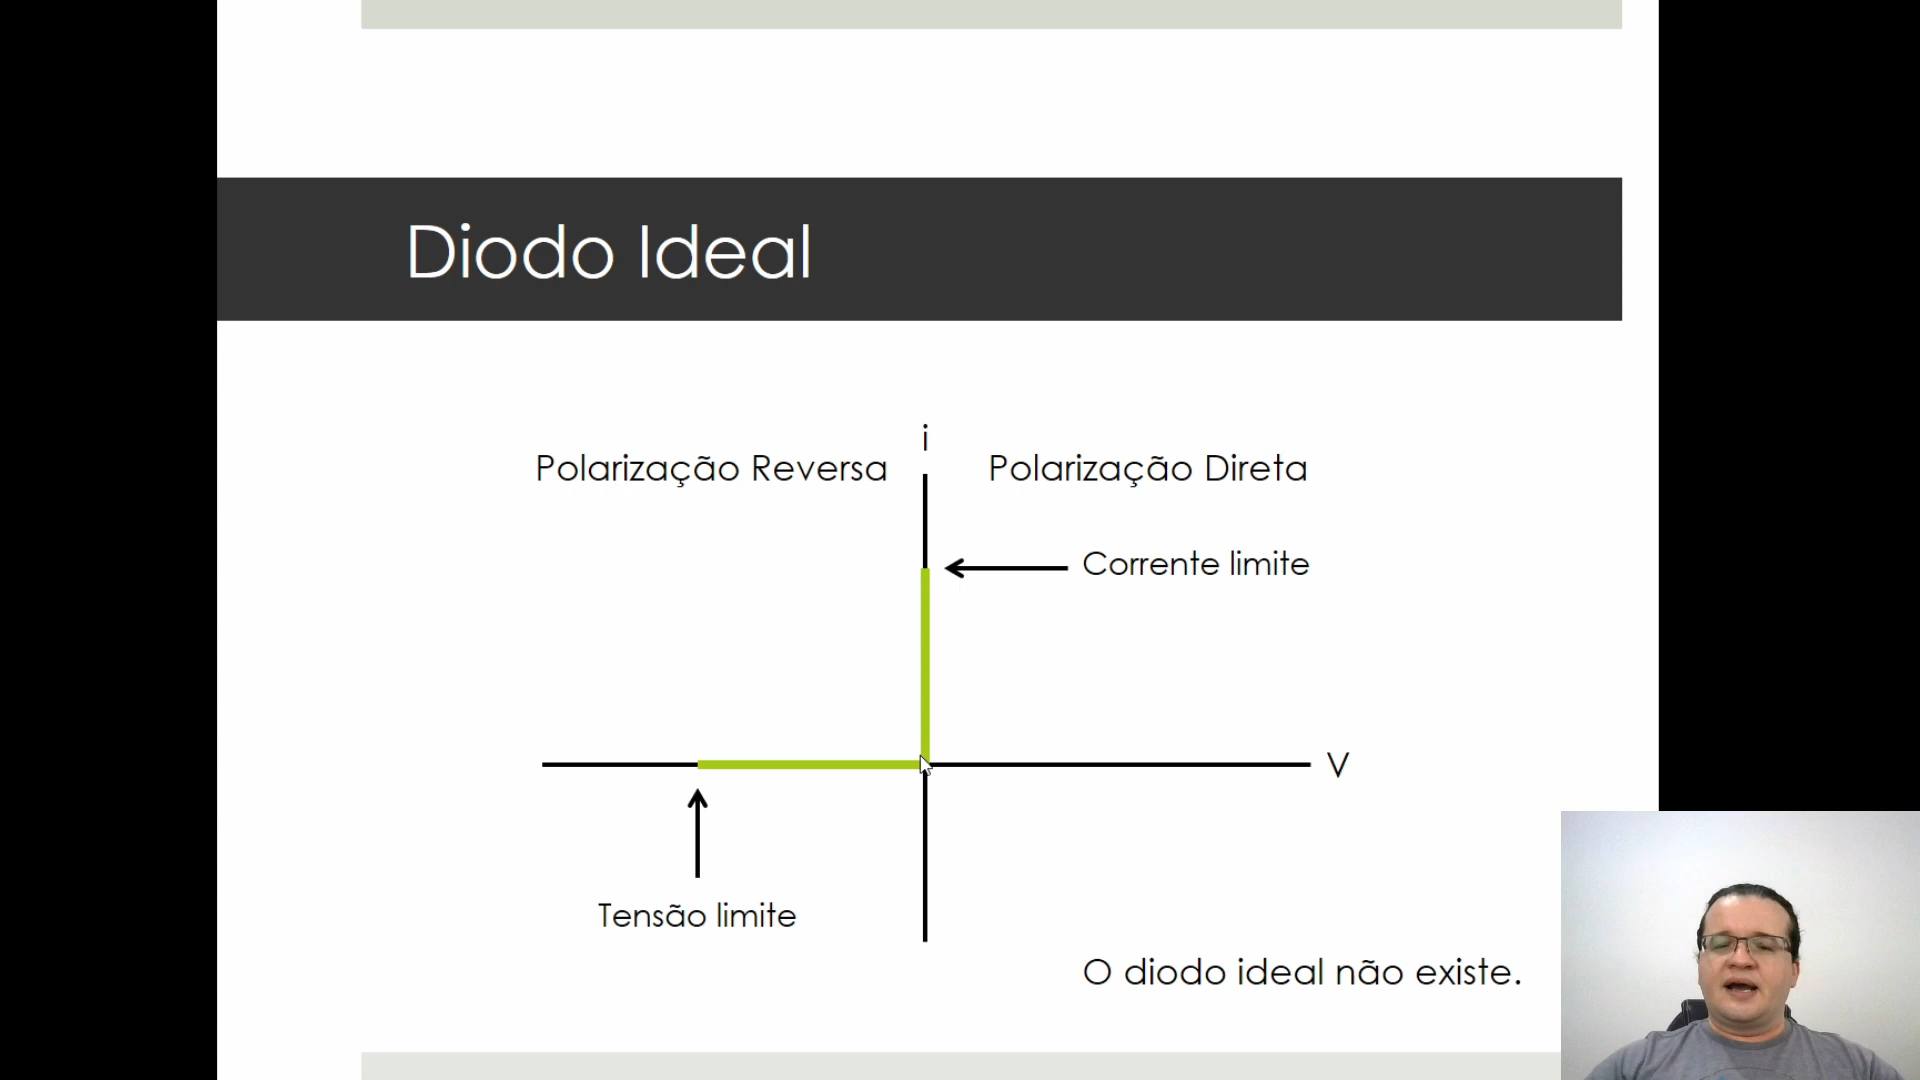 Diodo Ideal
i
Polarização Reversa
Polarização Direta
Corrente limite
V
Tensão limite
O diodo ideal não existe.